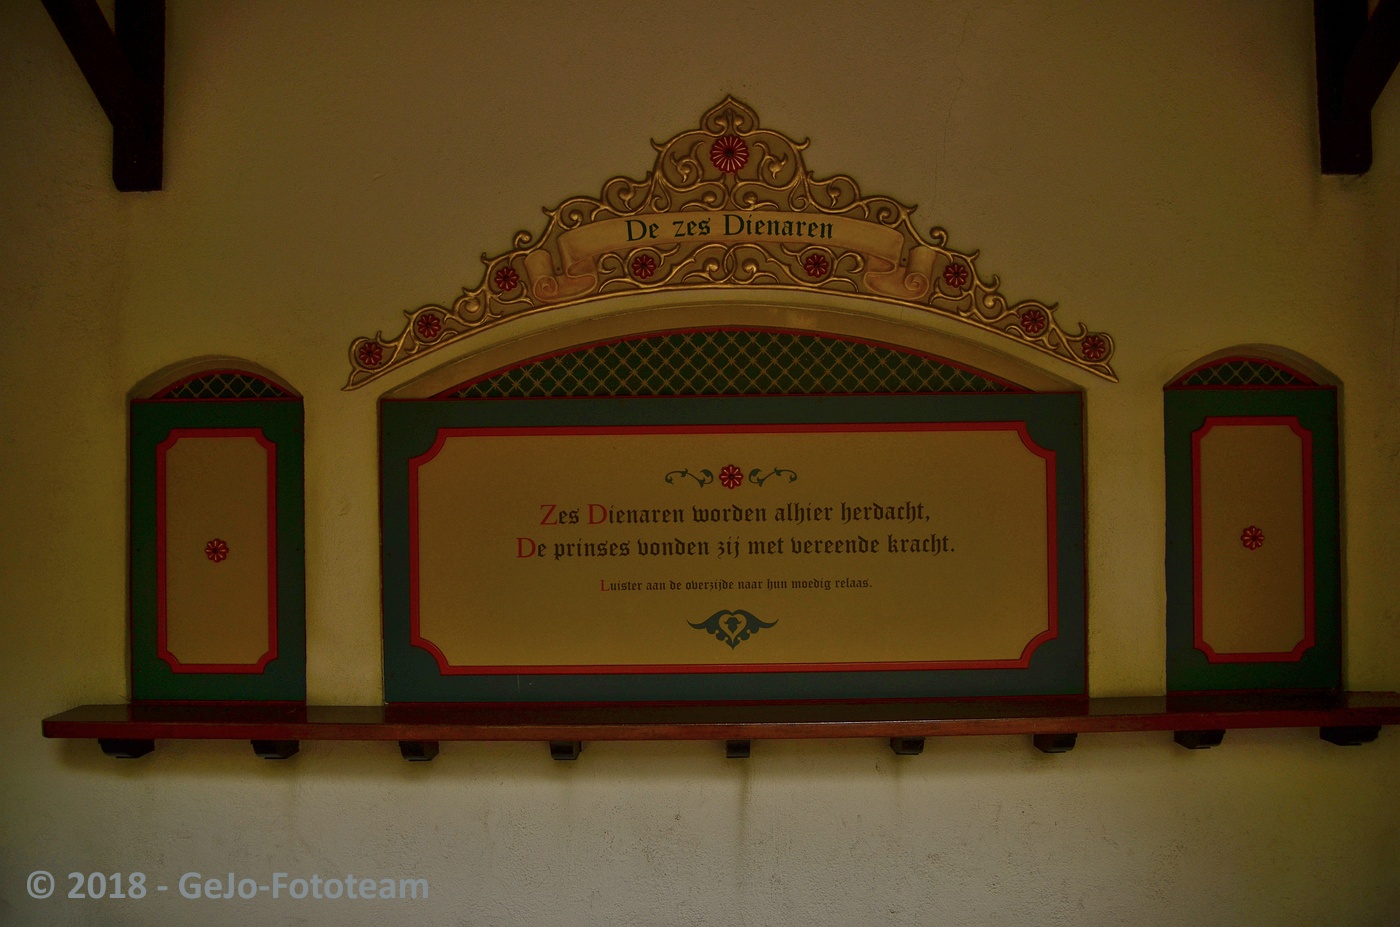 De zes Dienaren
Zes Dienaren worden alhier herdacht,
De prinses vonden zij met vereende kracht.
Luister aan de overzijde naar hun moedig relaas.
© 2018 - GeJo-Fototeam